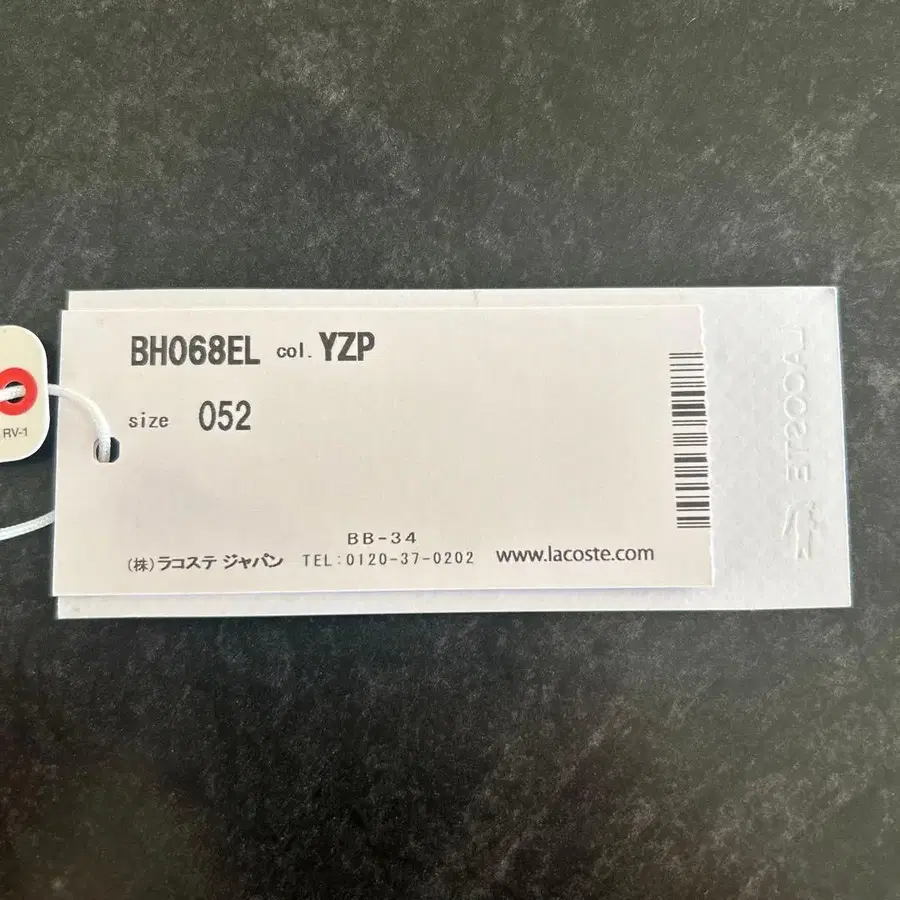 BH068EL col. YZP
size 052
BB-34
(株)ラコステ ジャパン TEL:0120-37-0202 www.lacoste.com
RV-1
LACOSTE